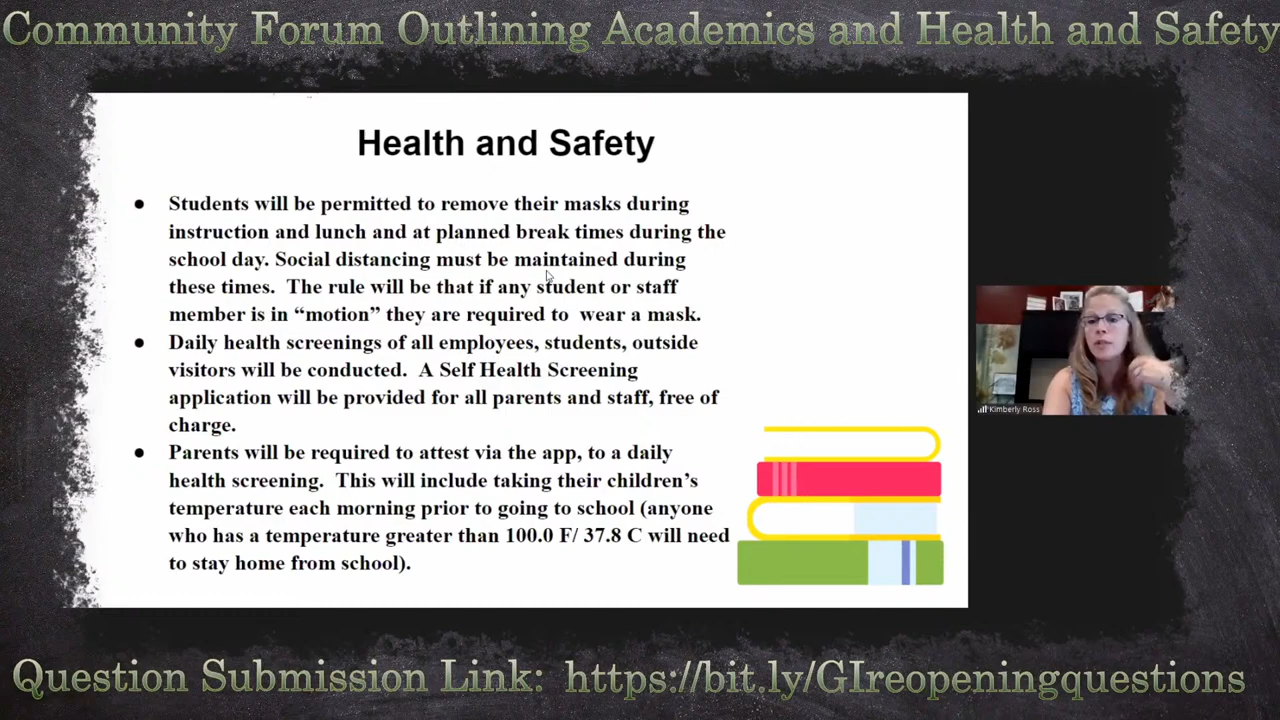 Community Forum Outlining Academics and Health and Safety
Health and Safety
● Students will be permitted to remove their masks during
instruction and lunch and at planned break times during the
school day. Social distancing must be maintained during
these times.  The rule will be that if any student or staff
member is in “motion” they are required to  wear a mask.
● Daily health screenings of all employees, students, outside
visitors will be conducted.  A Self Health Screening
application will be provided for all parents and staff, free of
charge.
● Parents will be required to attest via the app, to a daily
health screening.  This will include taking their children’s
temperature each morning prior to going to school (anyone
who has a temperature greater than 100.0 F/ 37.8 C will need
to stay home from school).
Kimberly Ross
Question Submission Link:  https://bit.ly/GIreopeningquestions